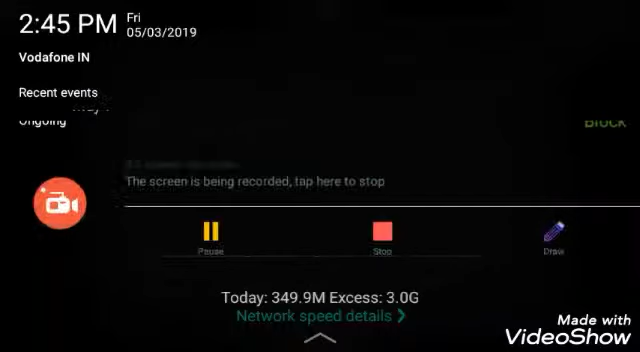 2:45 PM Fri
05/03/2019
Vodafone IN
Recent events
Ongoing Block
The screen is being recorded, tap here to stop
Pause Stop Draw
Today: 349.9M Excess: 3.0G
Network speed details ❯
Made with
VideoShow